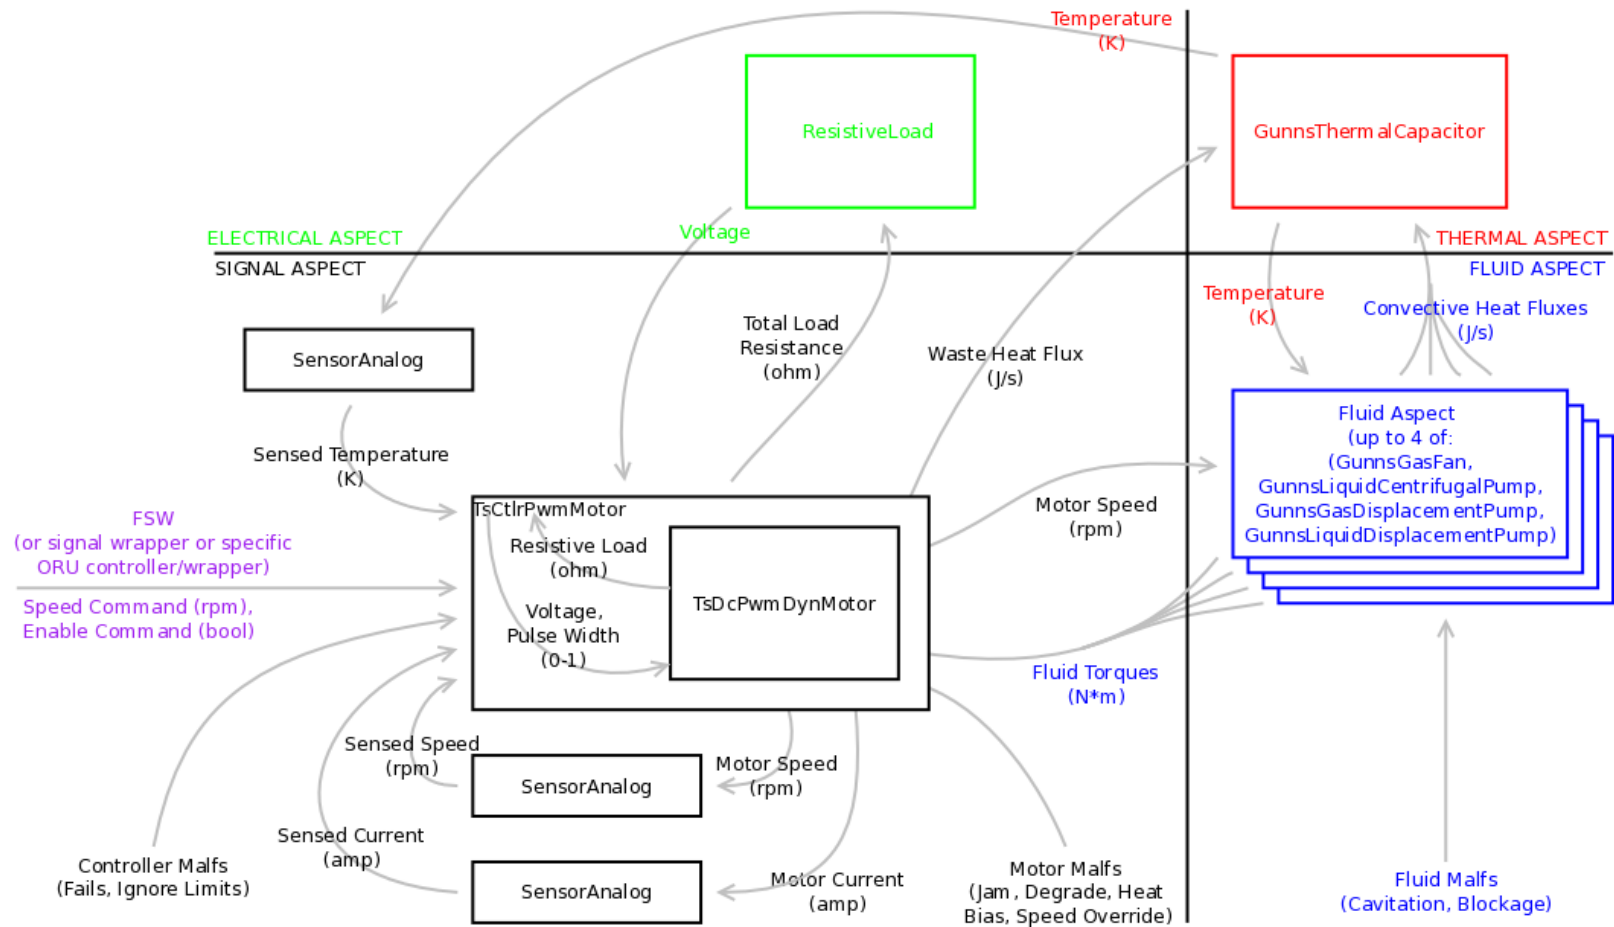 Temperature
(K)
ResistiveLoad
GunnsThermalCapacitor
Voltage
ELECTRICAL ASPECT
THERMAL ASPECT
SIGNAL ASPECT
FLUID ASPECT
Temperature
(K)
Convective Heat Fluxes
(J/s)
Total Load
Resistance
(ohm)
Waste Heat Flux
(J/s)
SensorAnalog
Sensed Temperature
(K)
Fluid Aspect
(up to 4 of:
(GunnsGasFan,
GunnsLiquidCentrifugalPump,
GunnsGasDisplacementPump,
GunnsLiquidDisplacementPump)
Motor Speed
(rpm)
FSW
(or signal wrapper or specific
ORU controller/wrapper)
Speed Command (rpm),
Enable Command (bool)
TsCtlrPwmMotor
Resistive Load
(ohm)
Voltage,
Pulse Width
(0-1)
TsDcPwmDynMotor
Fluid Torques
(N*m)
Sensed Speed
(rpm)
SensorAnalog
Motor Speed
(rpm)
Sensed Current
(amp)
SensorAnalog
Motor Current
(amp)
Controller Malfs
(Fails, Ignore Limits)
Motor Malfs
(Jam, Degrade, Heat
Bias, Speed Override)
Fluid Malfs
(Cavitation, Blockage)